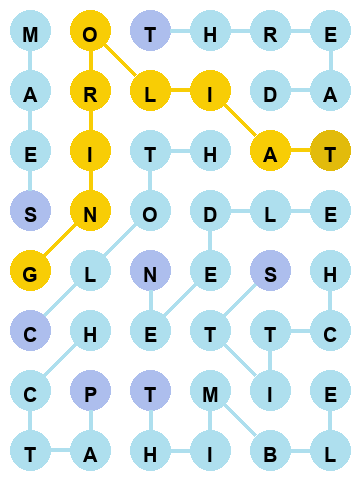 M O T H R E
A R L I D A
E I T H A T
S N O D L E
G L N E S H
C H E T T C
C P T M I E
T A H I B L